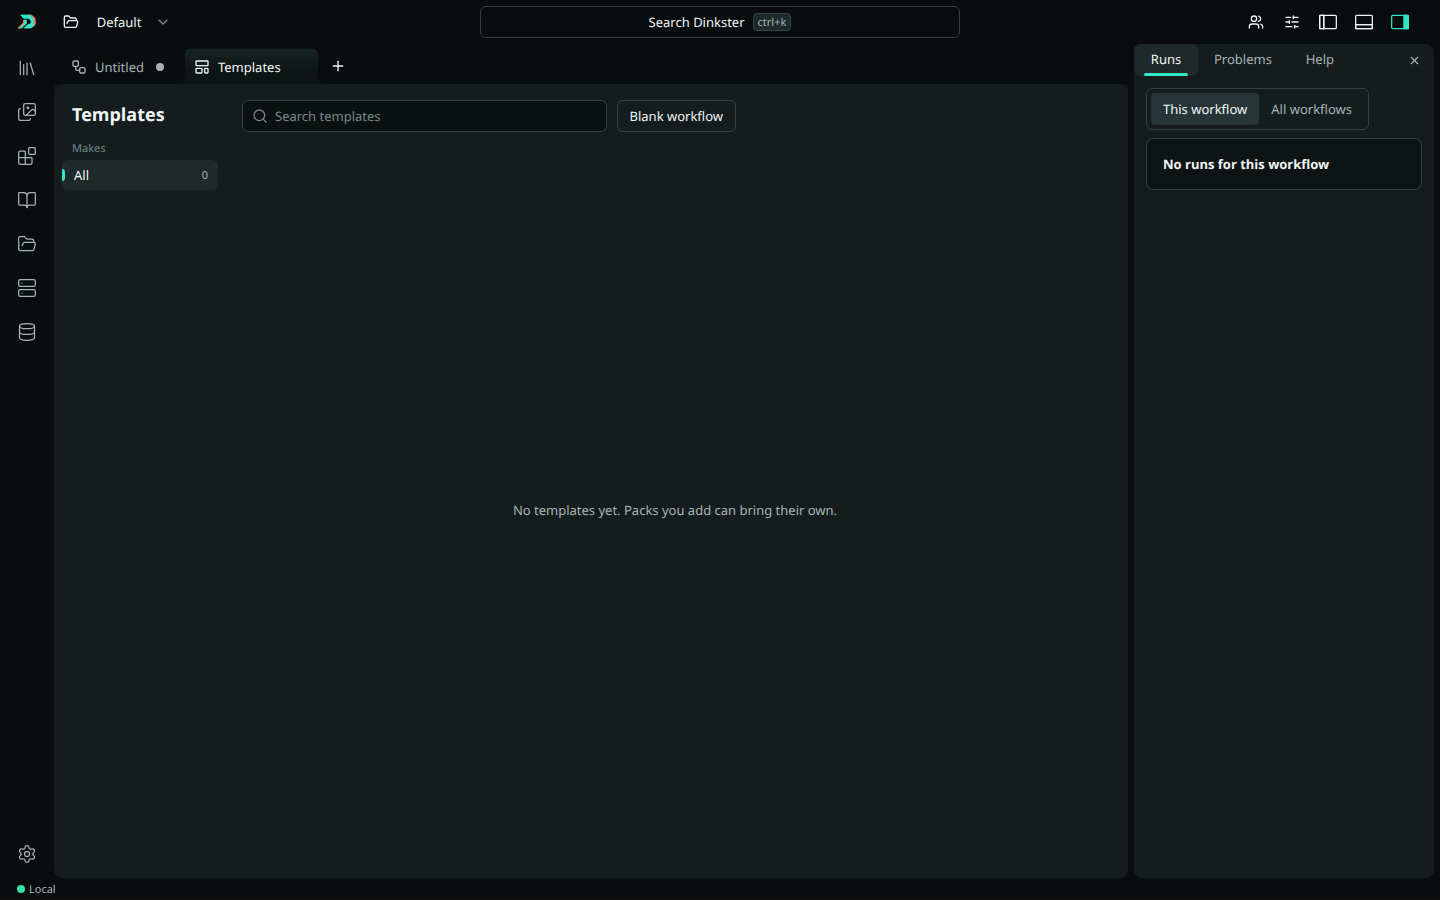 Default
Search Dinkster ctrl+k
Untitled
Templates
Runs
Problems
Help
Templates
Search templates
Blank workflow
Makes
All 0
No templates yet. Packs you add can bring their own.
This workflow
All workflows
No runs for this workflow
Local